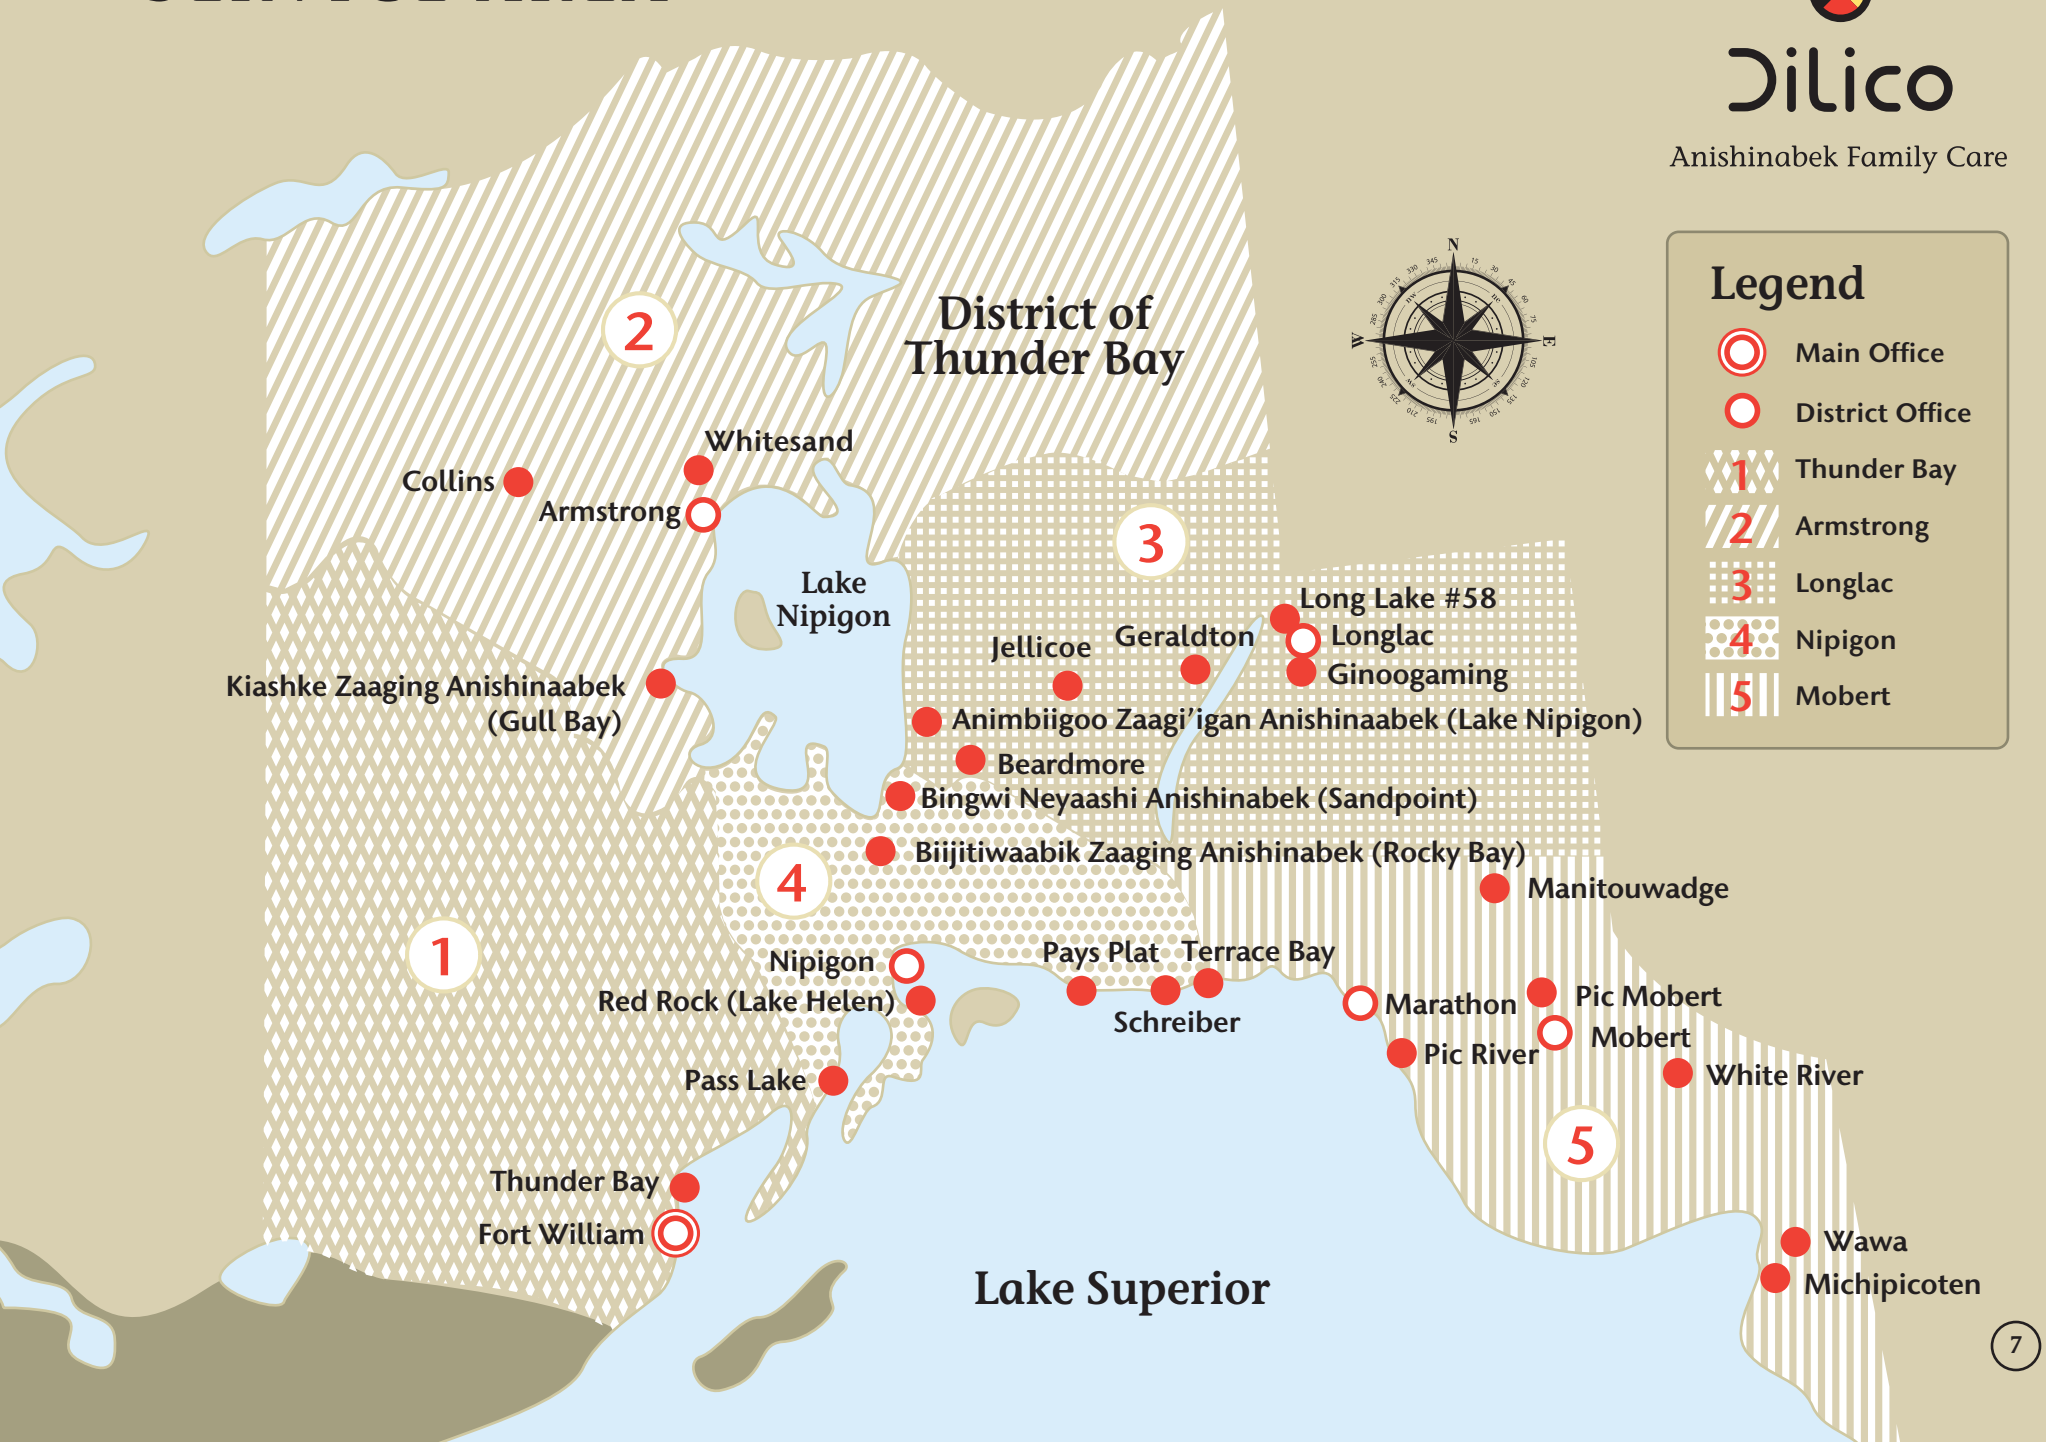 Dilico
Anishinabek Family Care
Legend
Main Office
District Office
1 Thunder Bay
2 Armstrong
3 Longlac
4 Nipigon
5 Mobert
N
E
S
W
District of
Thunder Bay
2
Whitesand
Collins
Armstrong
3
Lake
Nipigon
Long Lake #58
Longlac
Jellicoe
Geraldton
Ginoogaming
Kiashke Zaaging Anishinaabek
(Gull Bay)
Animbiigoo Zaagi'igan Anishinaabek (Lake Nipigon)
Beardmore
Bingwi Neyaashi Anishinabek (Sandpoint)
Biijitiwaabik Zaaging Anishinabek (Rocky Bay)
4
Manitouwadge
1
Nipigon
Pays Plat
Terrace Bay
Red Rock (Lake Helen)
Schreiber
Marathon
Pic Mobert
Mobert
Pic River
White River
Pass Lake
5
Thunder Bay
Fort William
Wawa
Michipicoten
Lake Superior
7